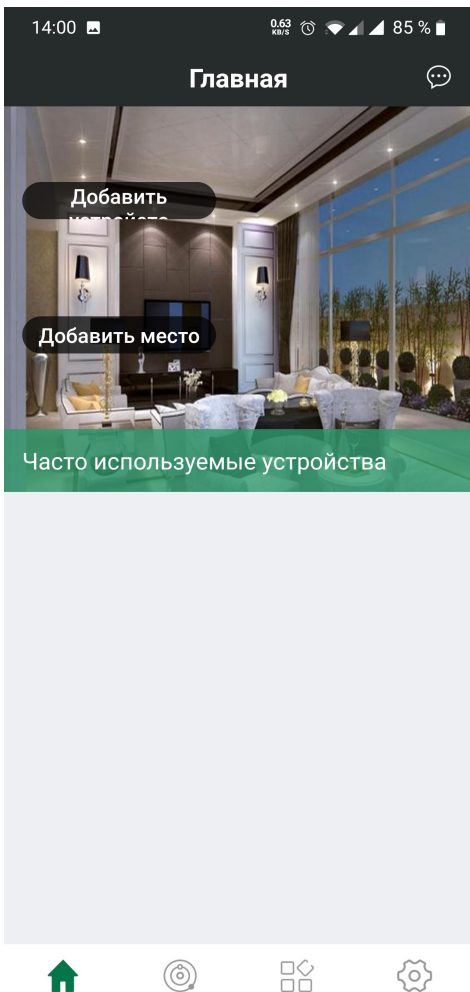 14:00
0.63
KB/S
85 %
Главная
Добавить
Добавить место
Часто используемые устройства